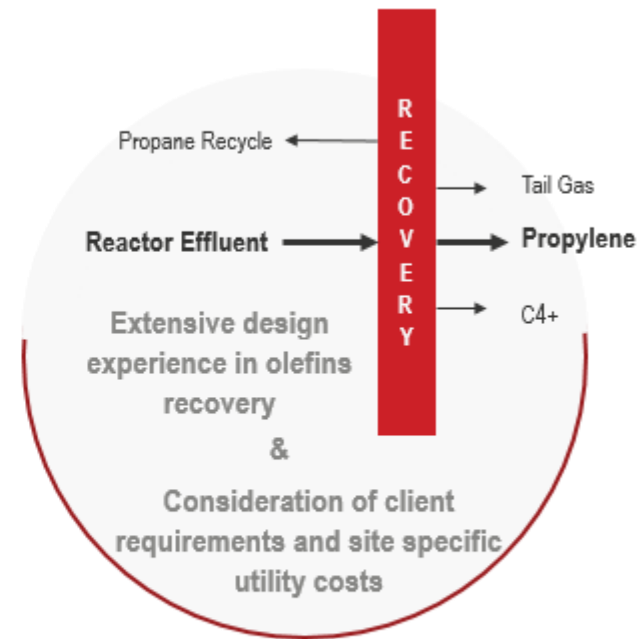 RECOVERY
Propane Recycle
Tail Gas
Reactor Effluent
Propylene
C4+
Extensive design
experience in olefins
recovery
&
Consideration of client
requirements and site specific
utility costs